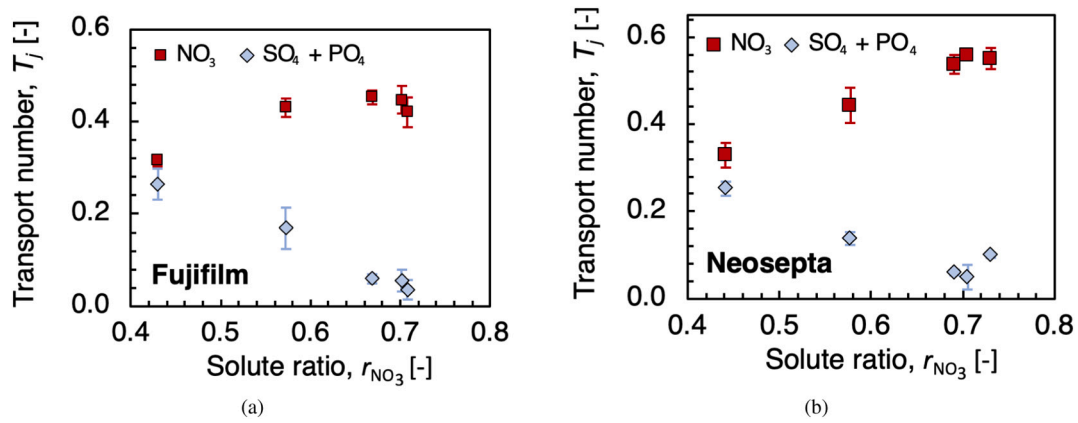 Transport number, Tj [-]
0.6
0.4
0.2
0.0
NO3 SO4 + PO4
Fujifilm
0.4 0.5 0.6 0.7 0.8
Solute ratio, rNO3 [-]
(a)
Transport number, Tj [-]
0.6
0.4
0.2
0.0
NO3 SO4 + PO4
Neosepta
0.4 0.5 0.6 0.7 0.8
Solute ratio, rNO3 [-]
(b)